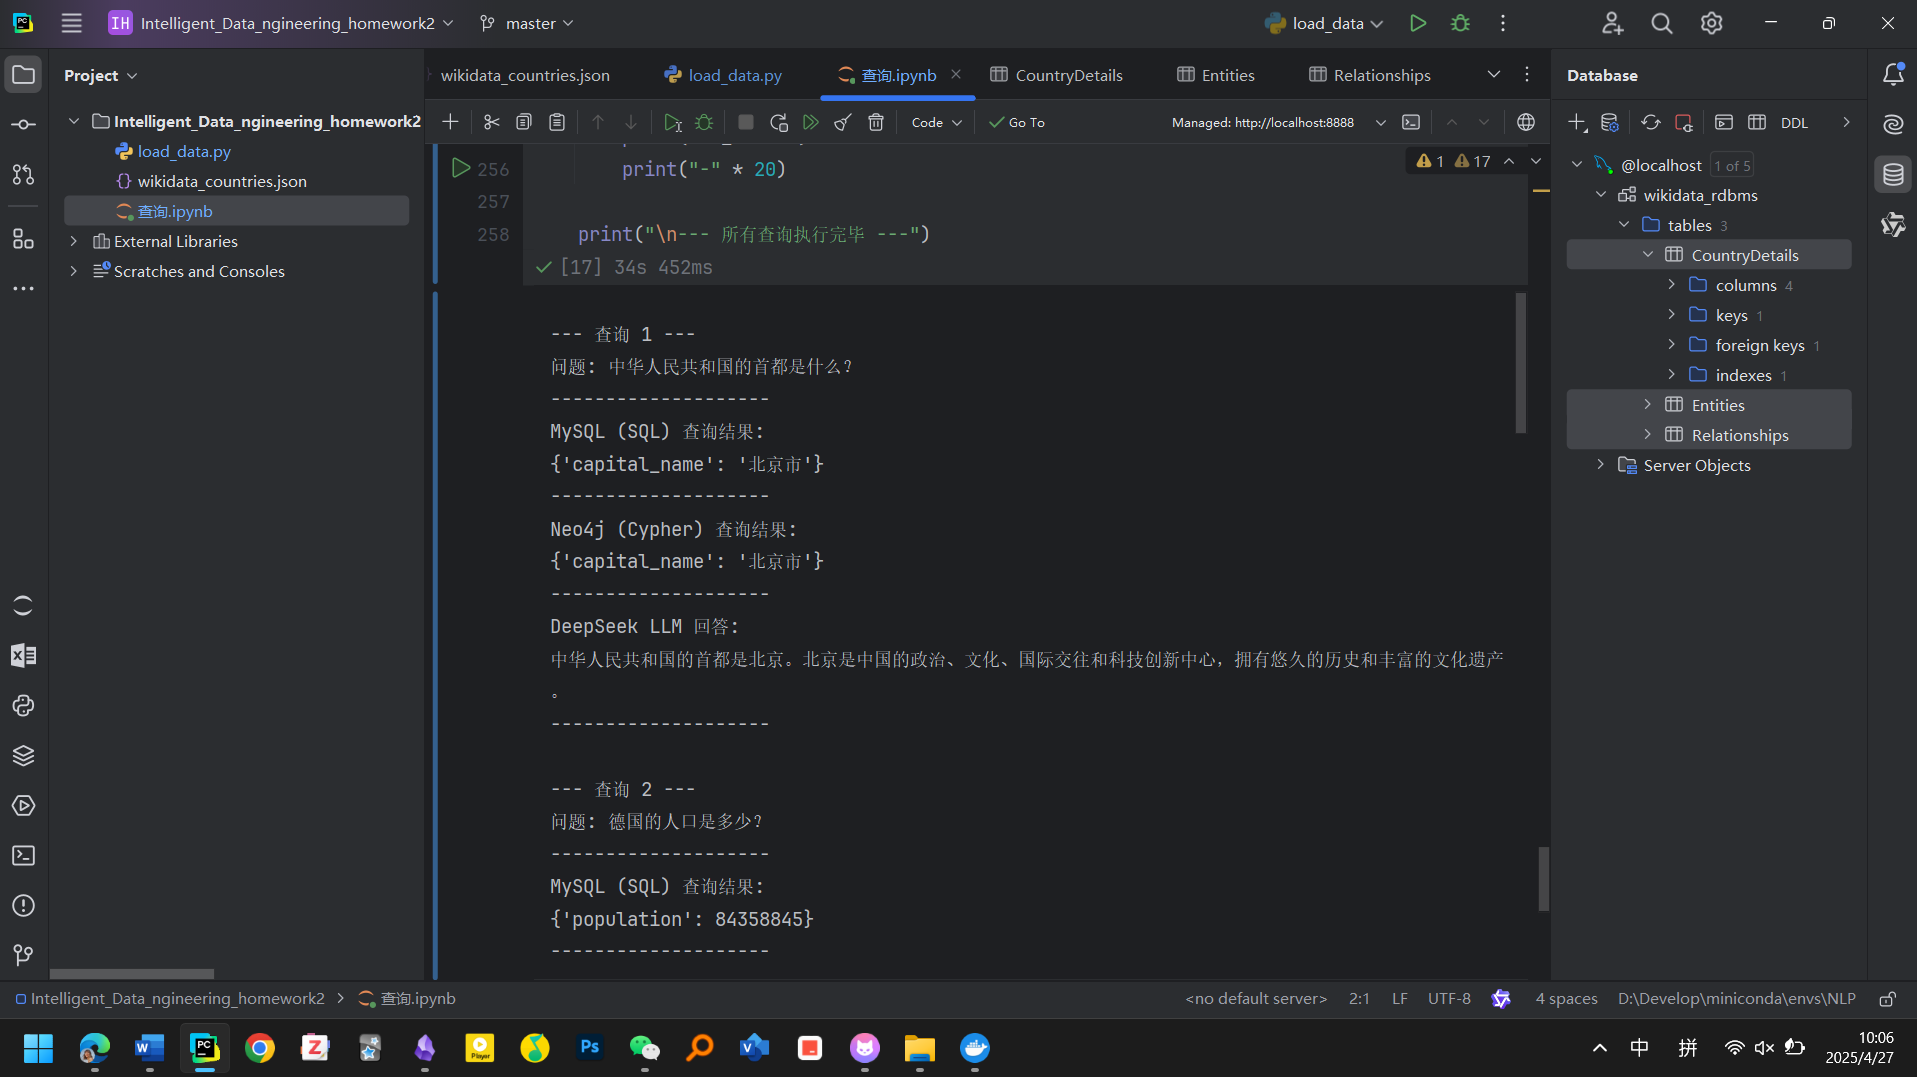 PC
IH Intelligent_Data_ngineering_homework2
master
load_data
Project
wikidata_countries.json
load_data.py
查询.ipynb
CountryDetails
Entities
Relationships
Database
Intelligent_Data_ngineering_homework2
load_data.py
wikidata_countries.json
查询.ipynb
External Libraries
Scratches and Consoles
Code
Go To
Managed: http://localhost:8888
DDL
1
17
256 print("-" * 20)
257
258 print("\n--- 所有查询执行完毕 ---")
[17] 34s 452ms
--- 查询 1 ---
问题: 中华人民共和国的首都是什么?
--------------------
MySQL (SQL) 查询结果:
{'capital_name': '北京市'}
--------------------
Neo4j (Cypher) 查询结果:
{'capital_name': '北京市'}
--------------------
DeepSeek LLM 回答:
中华人民共和国的首都是北京。北京是中国的政治、文化、国际交往和科技创新中心，拥有悠久的历史和丰富的文化遗产
。
--------------------
--- 查询 2 ---
问题: 德国的人口是多少?
--------------------
MySQL (SQL) 查询结果:
{'population': 84358845}
--------------------
@localhost 1 of 5
wikidata_rdbms
tables 3
CountryDetails
columns 4
keys 1
foreign keys 1
indexes 1
Entities
Relationships
Server Objects
Intelligent_Data_ngineering_homework2 > 查询.ipynb
<no default server>
2:1
LF
UTF-8
4 spaces
D:\Develop\miniconda\envs\NLP
W
PC
Z
Player
Ps
V
中
拼
10:06
2025/4/27